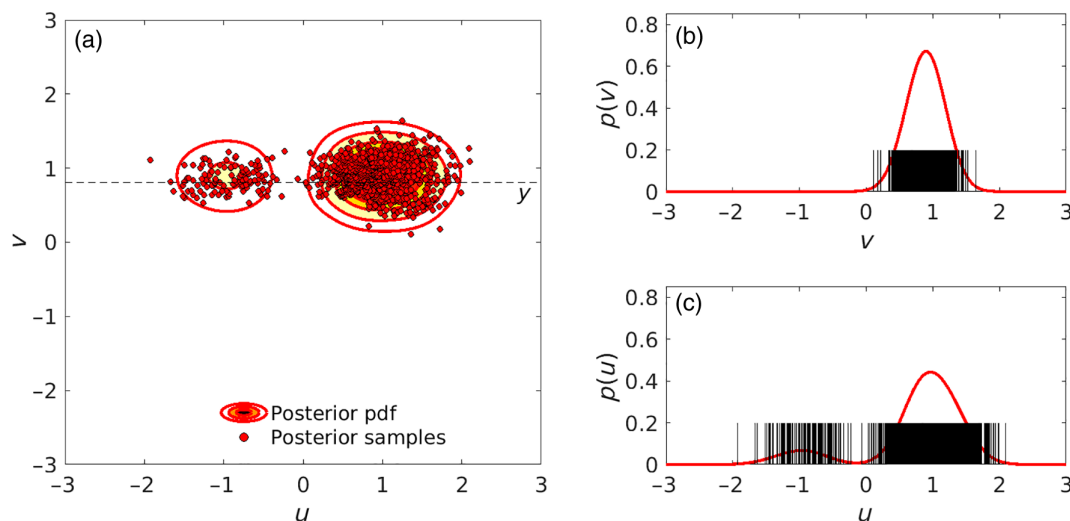 (a)
3
2
1
0
−1
−2
−3
v
y
Posterior pdf
Posterior samples
−3 −2 −1 0 1 2 3
u
(b)
0.8
0.6
0.4
0.2
0
p(v)
−3 −2 −1 0 1 2 3
v
(c)
0.8
0.6
0.4
0.2
0
p(u)
−3 −2 −1 0 1 2 3
u